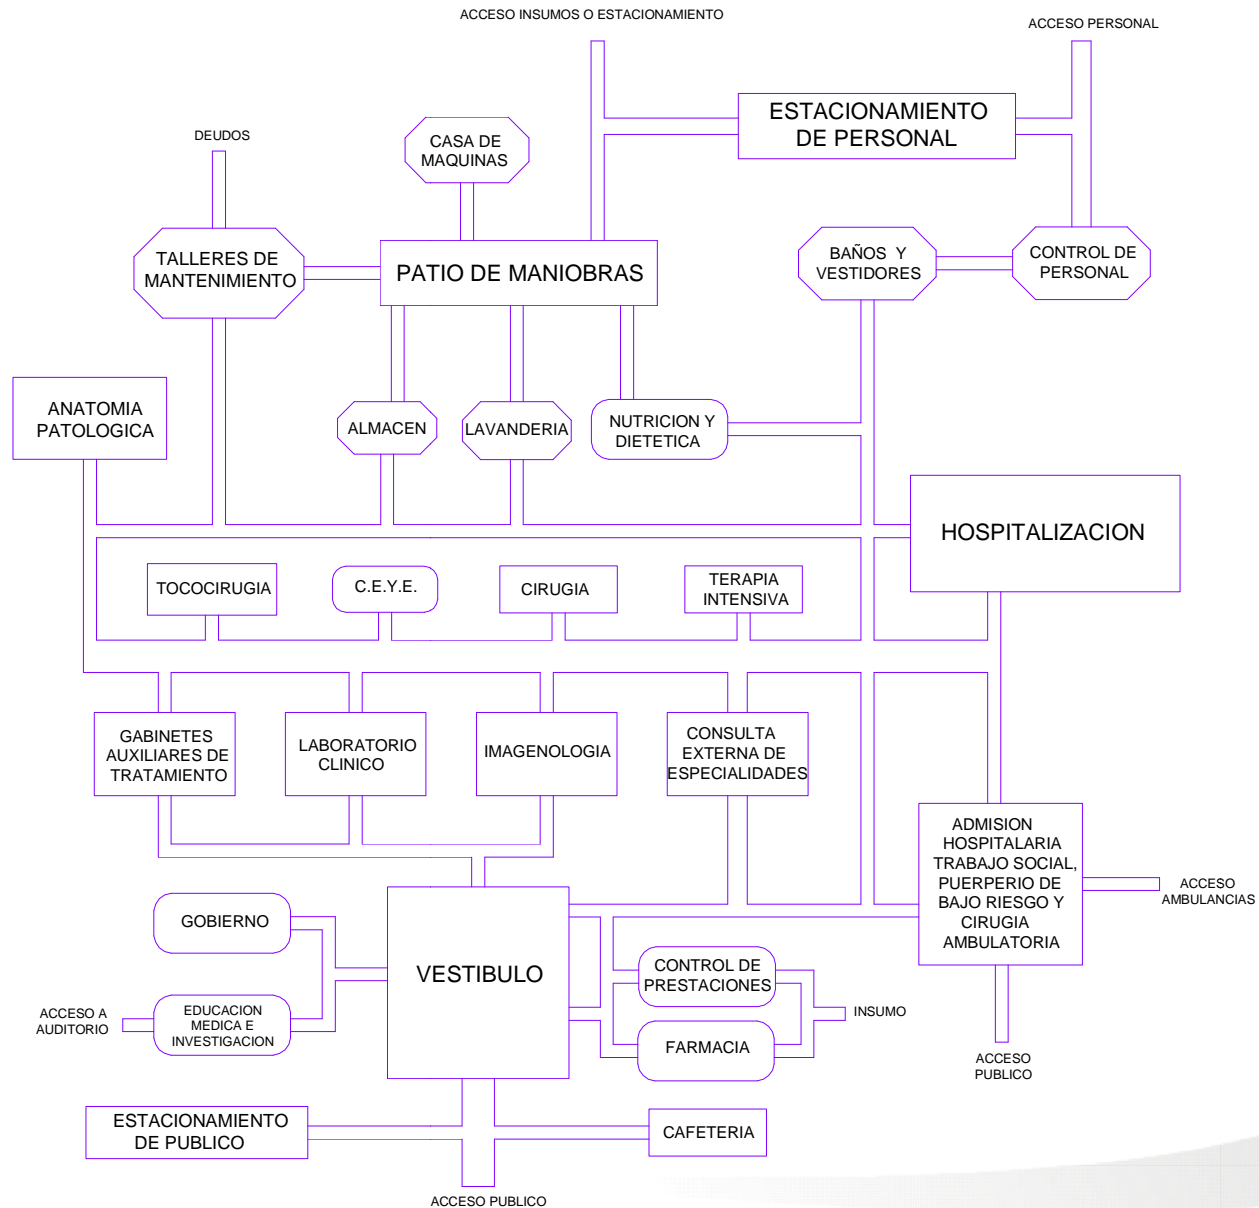 ACCESO INSUMOS O ESTACIONAMIENTO
ACCESO PERSONAL
ESTACIONAMIENTO
DE PERSONAL
DEUDOS
CASA DE
MAQUINAS
TALLERES DE
MANTENIMIENTO
PATIO DE MANIOBRAS
BAÑOS Y
VESTIDORES
CONTROL DE
PERSONAL
ANATOMIA
PATOLOGICA
ALMACEN
LAVANDERIA
NUTRICION Y
DIETETICA
HOSPITALIZACION
TOCOCIRUGIA
C.E.Y.E.
CIRUGIA
TERAPIA
INTENSIVA
GABINETES
AUXILIARES DE
TRATAMIENTO
LABORATORIO
CLINICO
IMAGENOLOGIA
CONSULTA
EXTERNA DE
ESPECIALIDADES
ADMISION
HOSPITALARIA
TRABAJO SOCIAL,
PUERPERIO DE
BAJO RIESGO Y
CIRUGIA
AMBULATORIA
ACCESO
AMBULANCIAS
GOBIERNO
VESTIBULO
CONTROL DE
PRESTACIONES
ACCESO A
AUDITORIO
EDUCACION
MEDICA E
INVESTIGACION
INSUMO
FARMACIA
ACCESO
PUBLICO
ESTACIONAMIENTO
DE PUBLICO
CAFETERIA
ACCESO PUBLICO